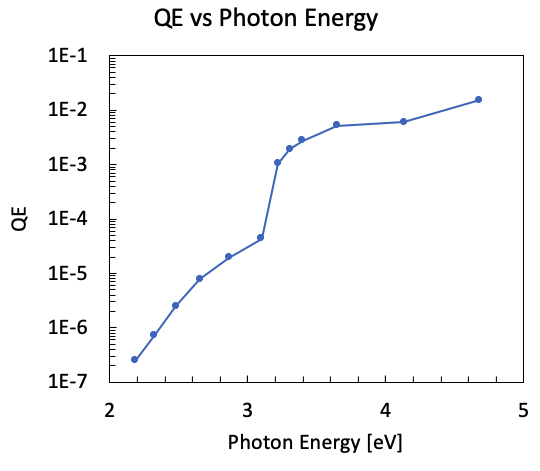 QE vs Photon Energy
1E-1
1E-2
1E-3
1E-4
1E-5
1E-6
1E-7
QE
2 3 4 5
Photon Energy [eV]